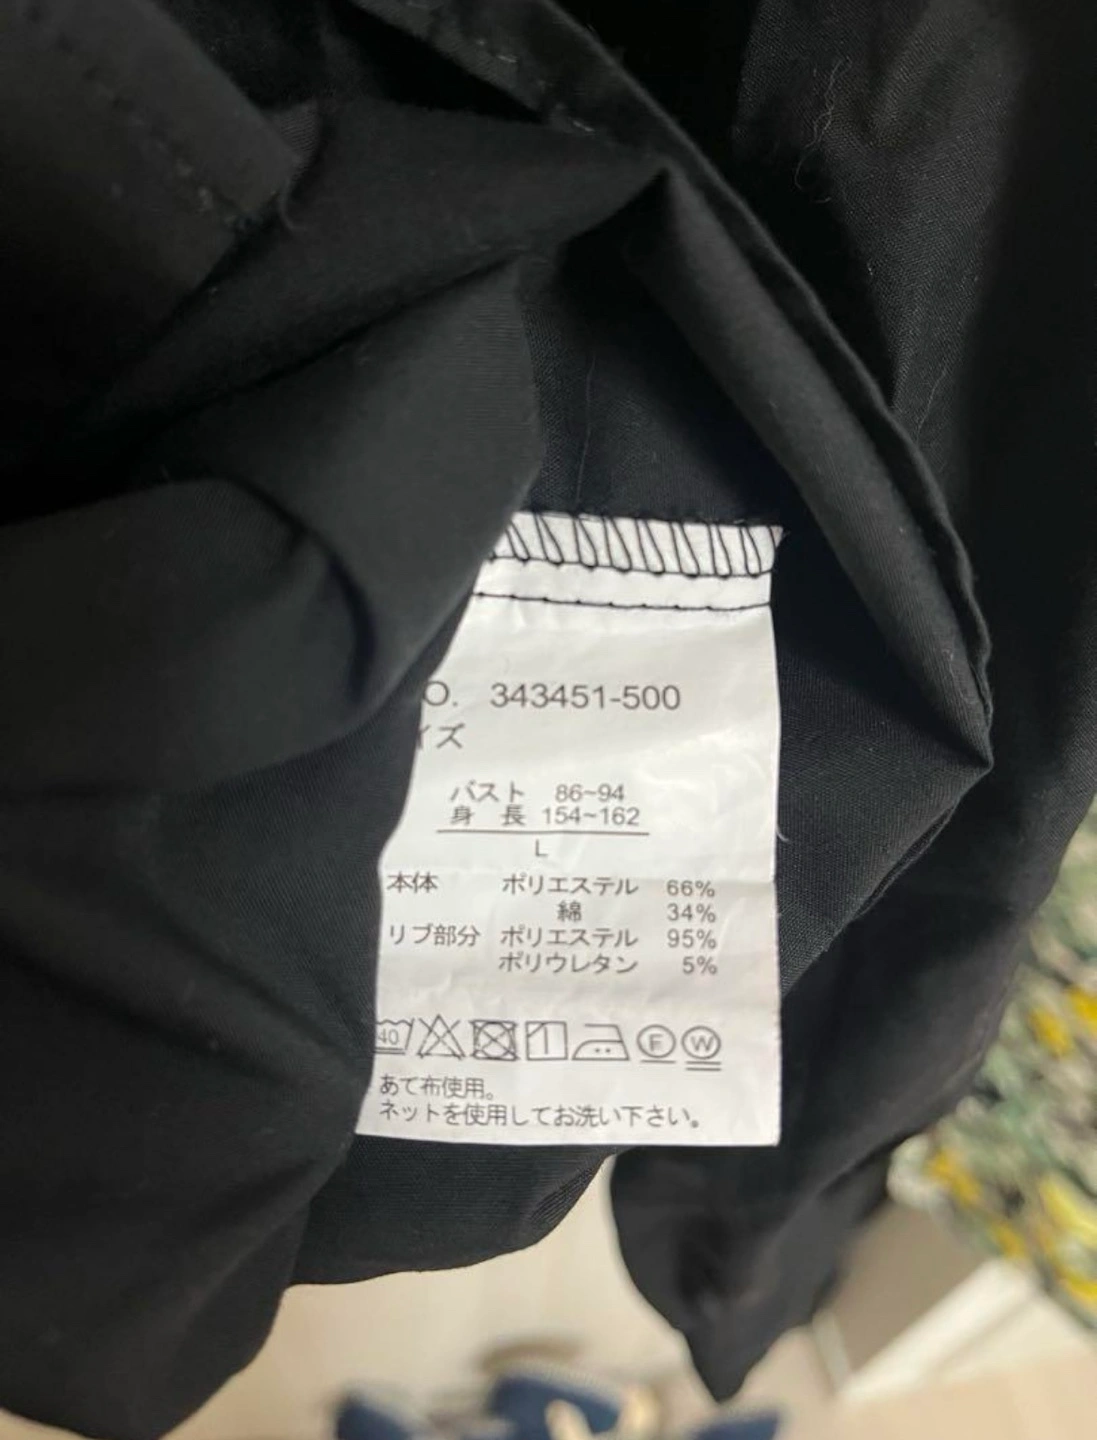 O. 343451-500
イズ
バスト 86~94
身長 154~162
L
本体 ポリエステル 66%
綿 34%
リブ部分 ポリエステル 95%
ポリウレタン 5%
40 F W
あて布使用。
ネットを使用してお洗い下さい。